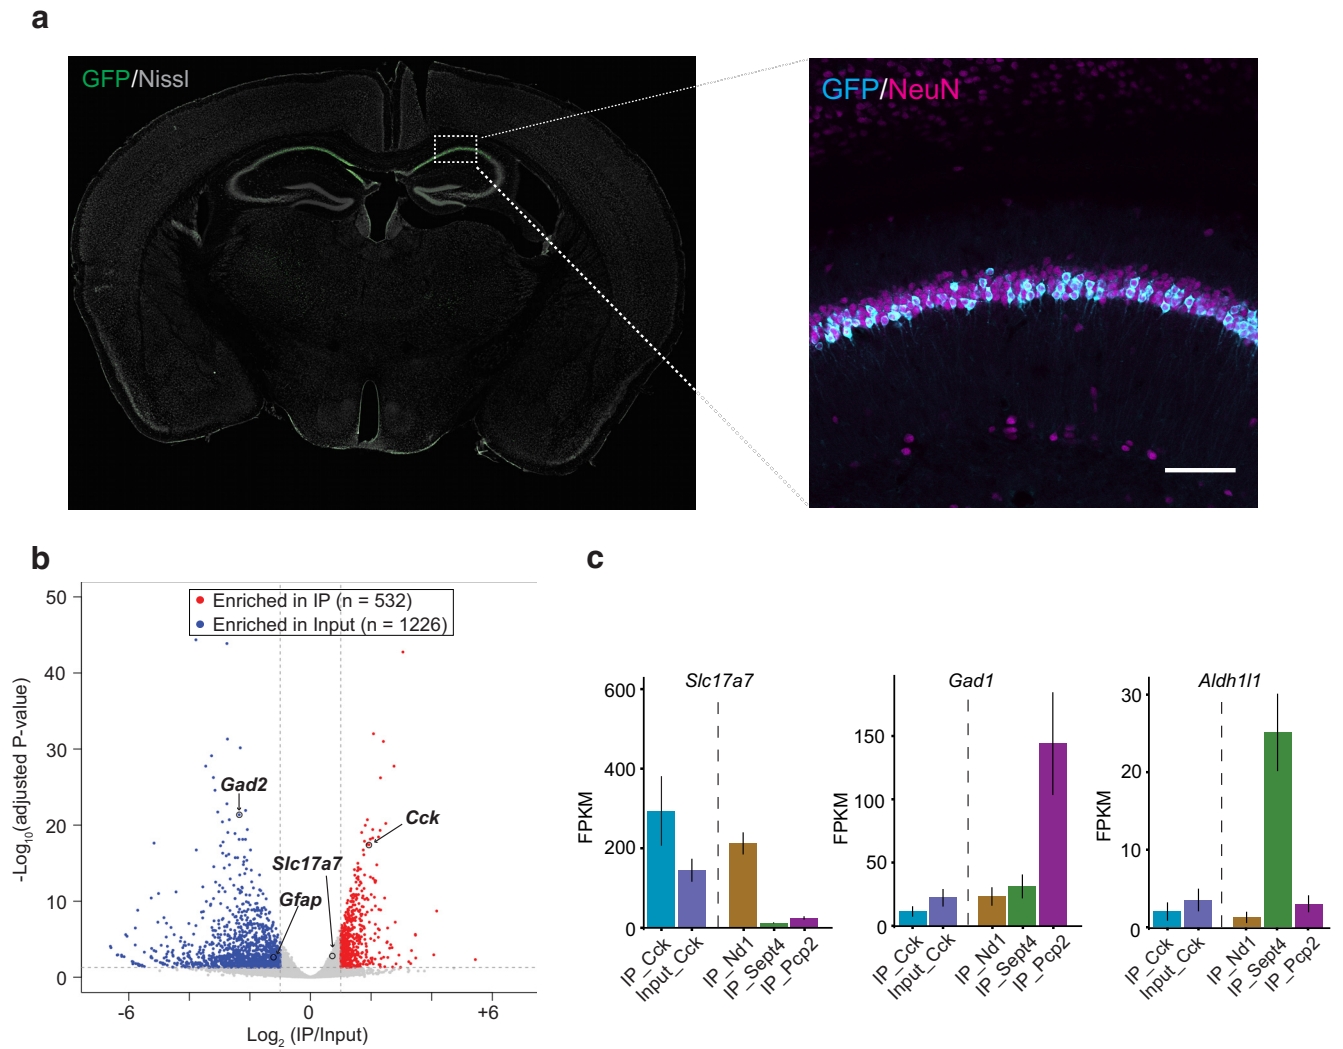 a
GFP/Nissl
GFP/NeuN
b
50
40
30
20
10
0
-Log10(adjusted P-value)
Enriched in IP (n = 532)
Enriched in Input (n = 1226)
Gad2
Cck
Slc17a7
Gfap
-6
0
+6
Log2 (IP/Input)
c
Slc17a7
600
400
200
0
FPKM
IP_Cck
Input_Cck
IP_Nd1
IP_Sept4
IP_Pcp2
Gad1
150
100
50
0
FPKM
IP_Cck
Input_Cck
IP_Nd1
IP_Sept4
IP_Pcp2
Aldh1l1
30
20
10
0
FPKM
IP_Cck
Input_Cck
IP_Nd1
IP_Sept4
IP_Pcp2